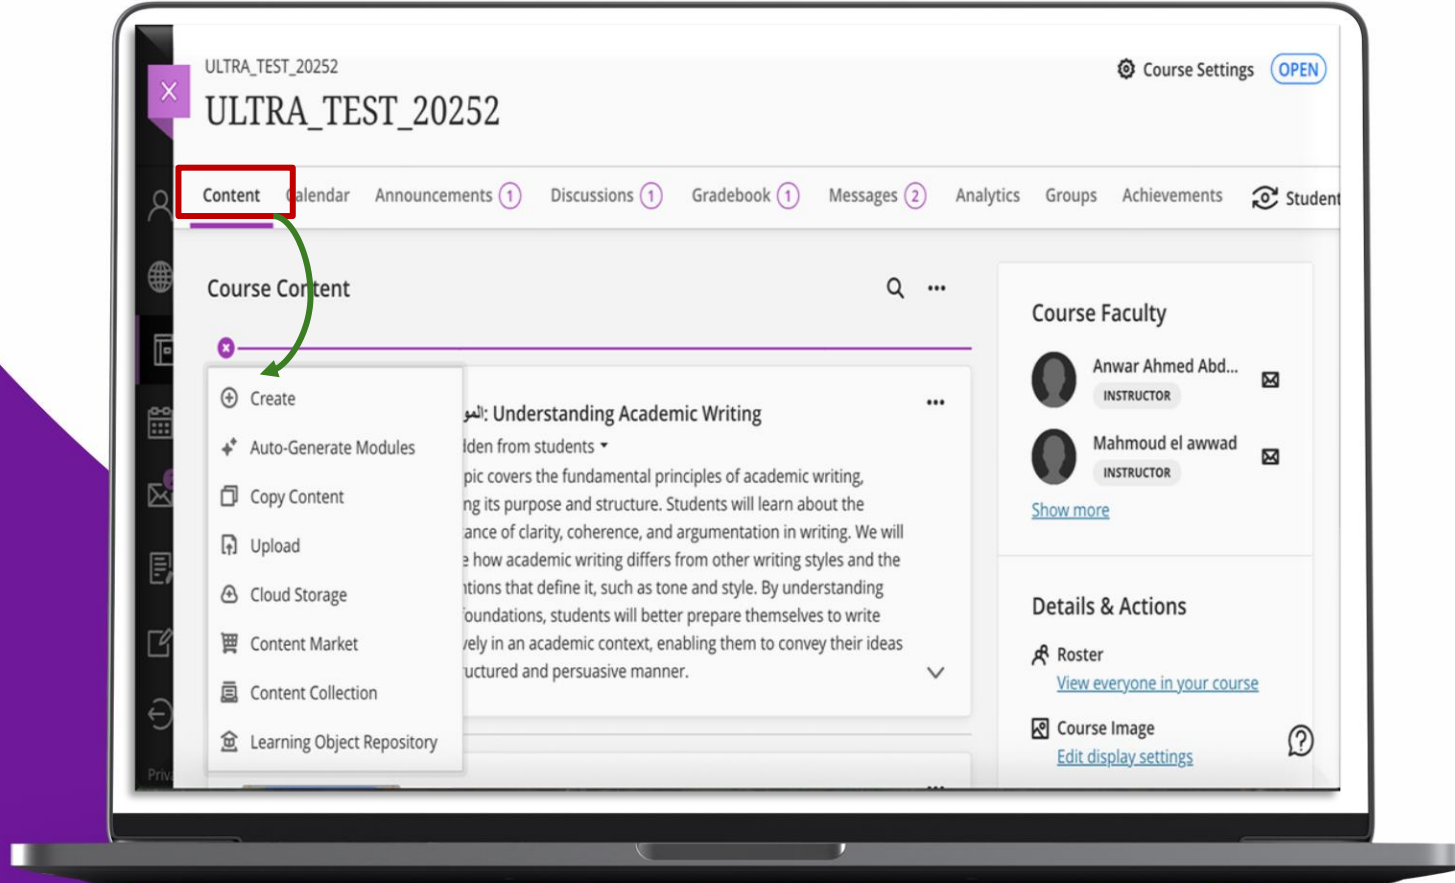 ULTRA_TEST_20252
ULTRA_TEST_20252
Course Settings OPEN
Content Calendar Announcements 1 Discussions 1 Gradebook 1 Messages 2 Analytics Groups Achievements Student
Course Content
Create
Auto-Generate Modules
Copy Content
Upload
Cloud Storage
Content Market
Content Collection
Learning Object Repository
المو: Understanding Academic Writing
dden from students
pic covers the fundamental principles of academic writing,
ng its purpose and structure. Students will learn about the
ance of clarity, coherence, and argumentation in writing. We will
e how academic writing differs from other writing styles and the
ntions that define it, such as tone and style. By understanding
oundations, students will better prepare themselves to write
vely in an academic context, enabling them to convey their ideas
uctured and persuasive manner.
Course Faculty
Anwar Ahmed Abd...
INSTRUCTOR
Mahmoud el awwad
INSTRUCTOR
Show more
Details & Actions
Roster
View everyone in your course
Course Image
Edit display settings
Priva